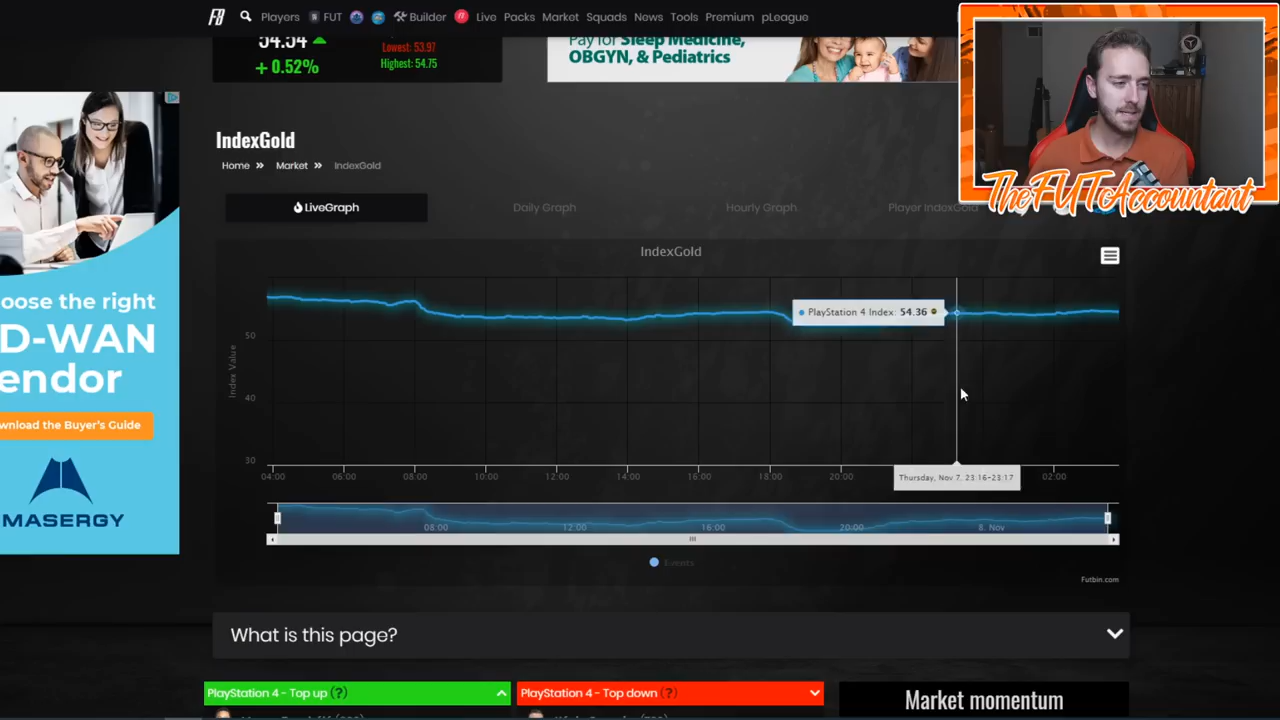 Players FUT Builder Live Packs Market Squads News Tools Premium pLeague
54.54
+ 0.52%
Lowest: 53.97
Highest: 54.75
Pay for Sleep Medicine,
OBGYN, & Pediatrics
TheFUTAccountant
IndexGold
Home » Market » IndexGold
LiveGraph Daily Graph Hourly Graph Player IndexGold
IndexGold
PlayStation 4 Index: 54.36
Index Value
50
40
30
04:00 06:00 08:00 10:00 12:00 14:00 16:00 18:00 20:00 02:00
Thursday, Nov 7, 23:16-23:17
08:00 12:00 16:00 20:00 8. Nov
Events
Futbin.com
oose the right
D-WAN
endor
wnload the Buyer's Guide
MASERGY
What is this page?
PlayStation 4 - Top up (?)
PlayStation 4 - Top down (?)
Market momentum